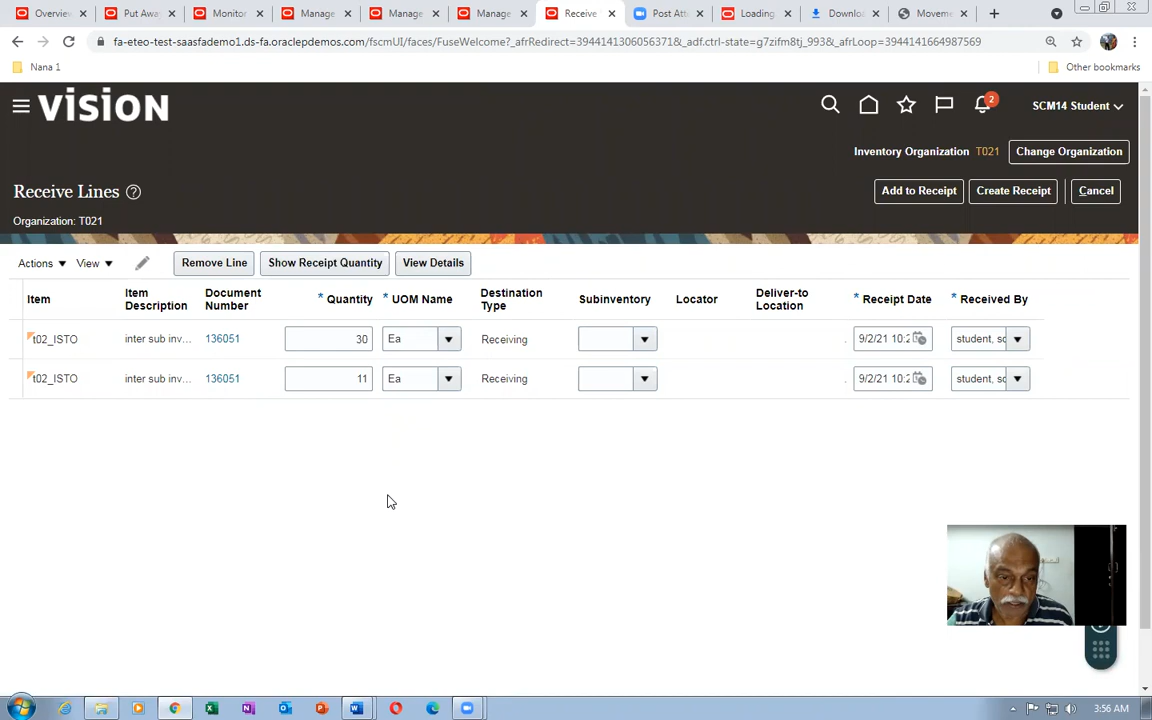 Overvie
Put Awa
Monitor
Manage
Manage
Manage
Receive
Post Att
Loading
Downlo
Movem
fa-eteo-test-saasfademo1.ds-fa.oraclepdemos.com/fscmUI/faces/FuseWelcome?_afrRedirect=39441413060563​71&_adf.ctrl-state=g7zifm8tj_993&_afrLoop=3944141664987569
Nana 1
Other bookmarks
VISION
2
SCM14 Student
Inventory Organization T021 Change Organization
Receive Lines ?
Add to Receipt Create Receipt Cancel
Organization: T021
Actions View Remove Line Show Receipt Quantity View Details
Item
Item Description
Document Number
* Quantity
* UOM Name
Destination Type
Subinventory
Locator
Deliver-to Location
* Receipt Date
* Received By
t02_ISTO inter sub inv... 136051 30 Ea Receiving . 9/2/21 10:2 student, sc
t02_ISTO inter sub inv... 136051 11 Ea Receiving . 9/2/21 10:2 student, sc
3:56 AM